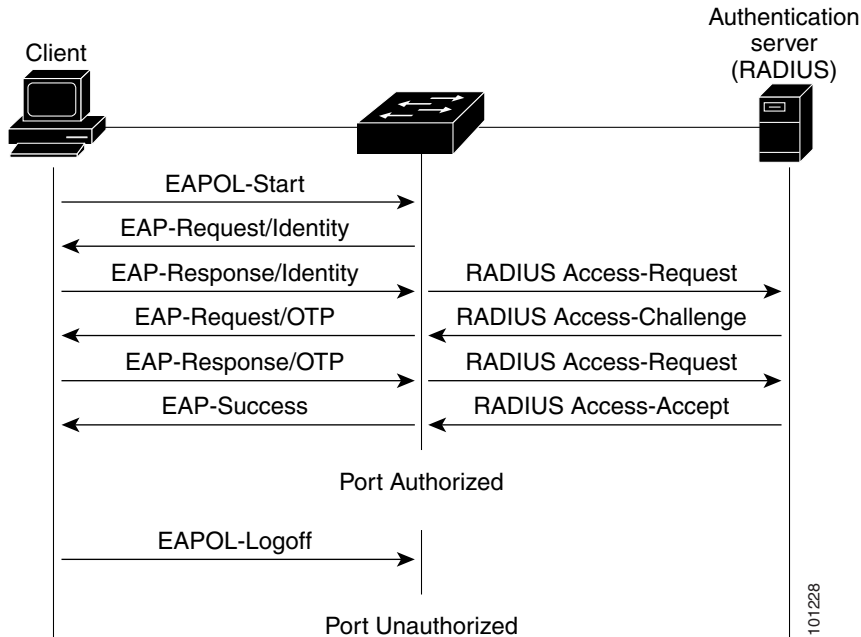 Client
Authentication
server
(RADIUS)
EAPOL-Start
EAP-Request/Identity
EAP-Response/Identity
RADIUS Access-Request
EAP-Request/OTP
RADIUS Access-Challenge
EAP-Response/OTP
RADIUS Access-Request
EAP-Success
RADIUS Access-Accept
Port Authorized
EAPOL-Logoff
Port Unauthorized
101228